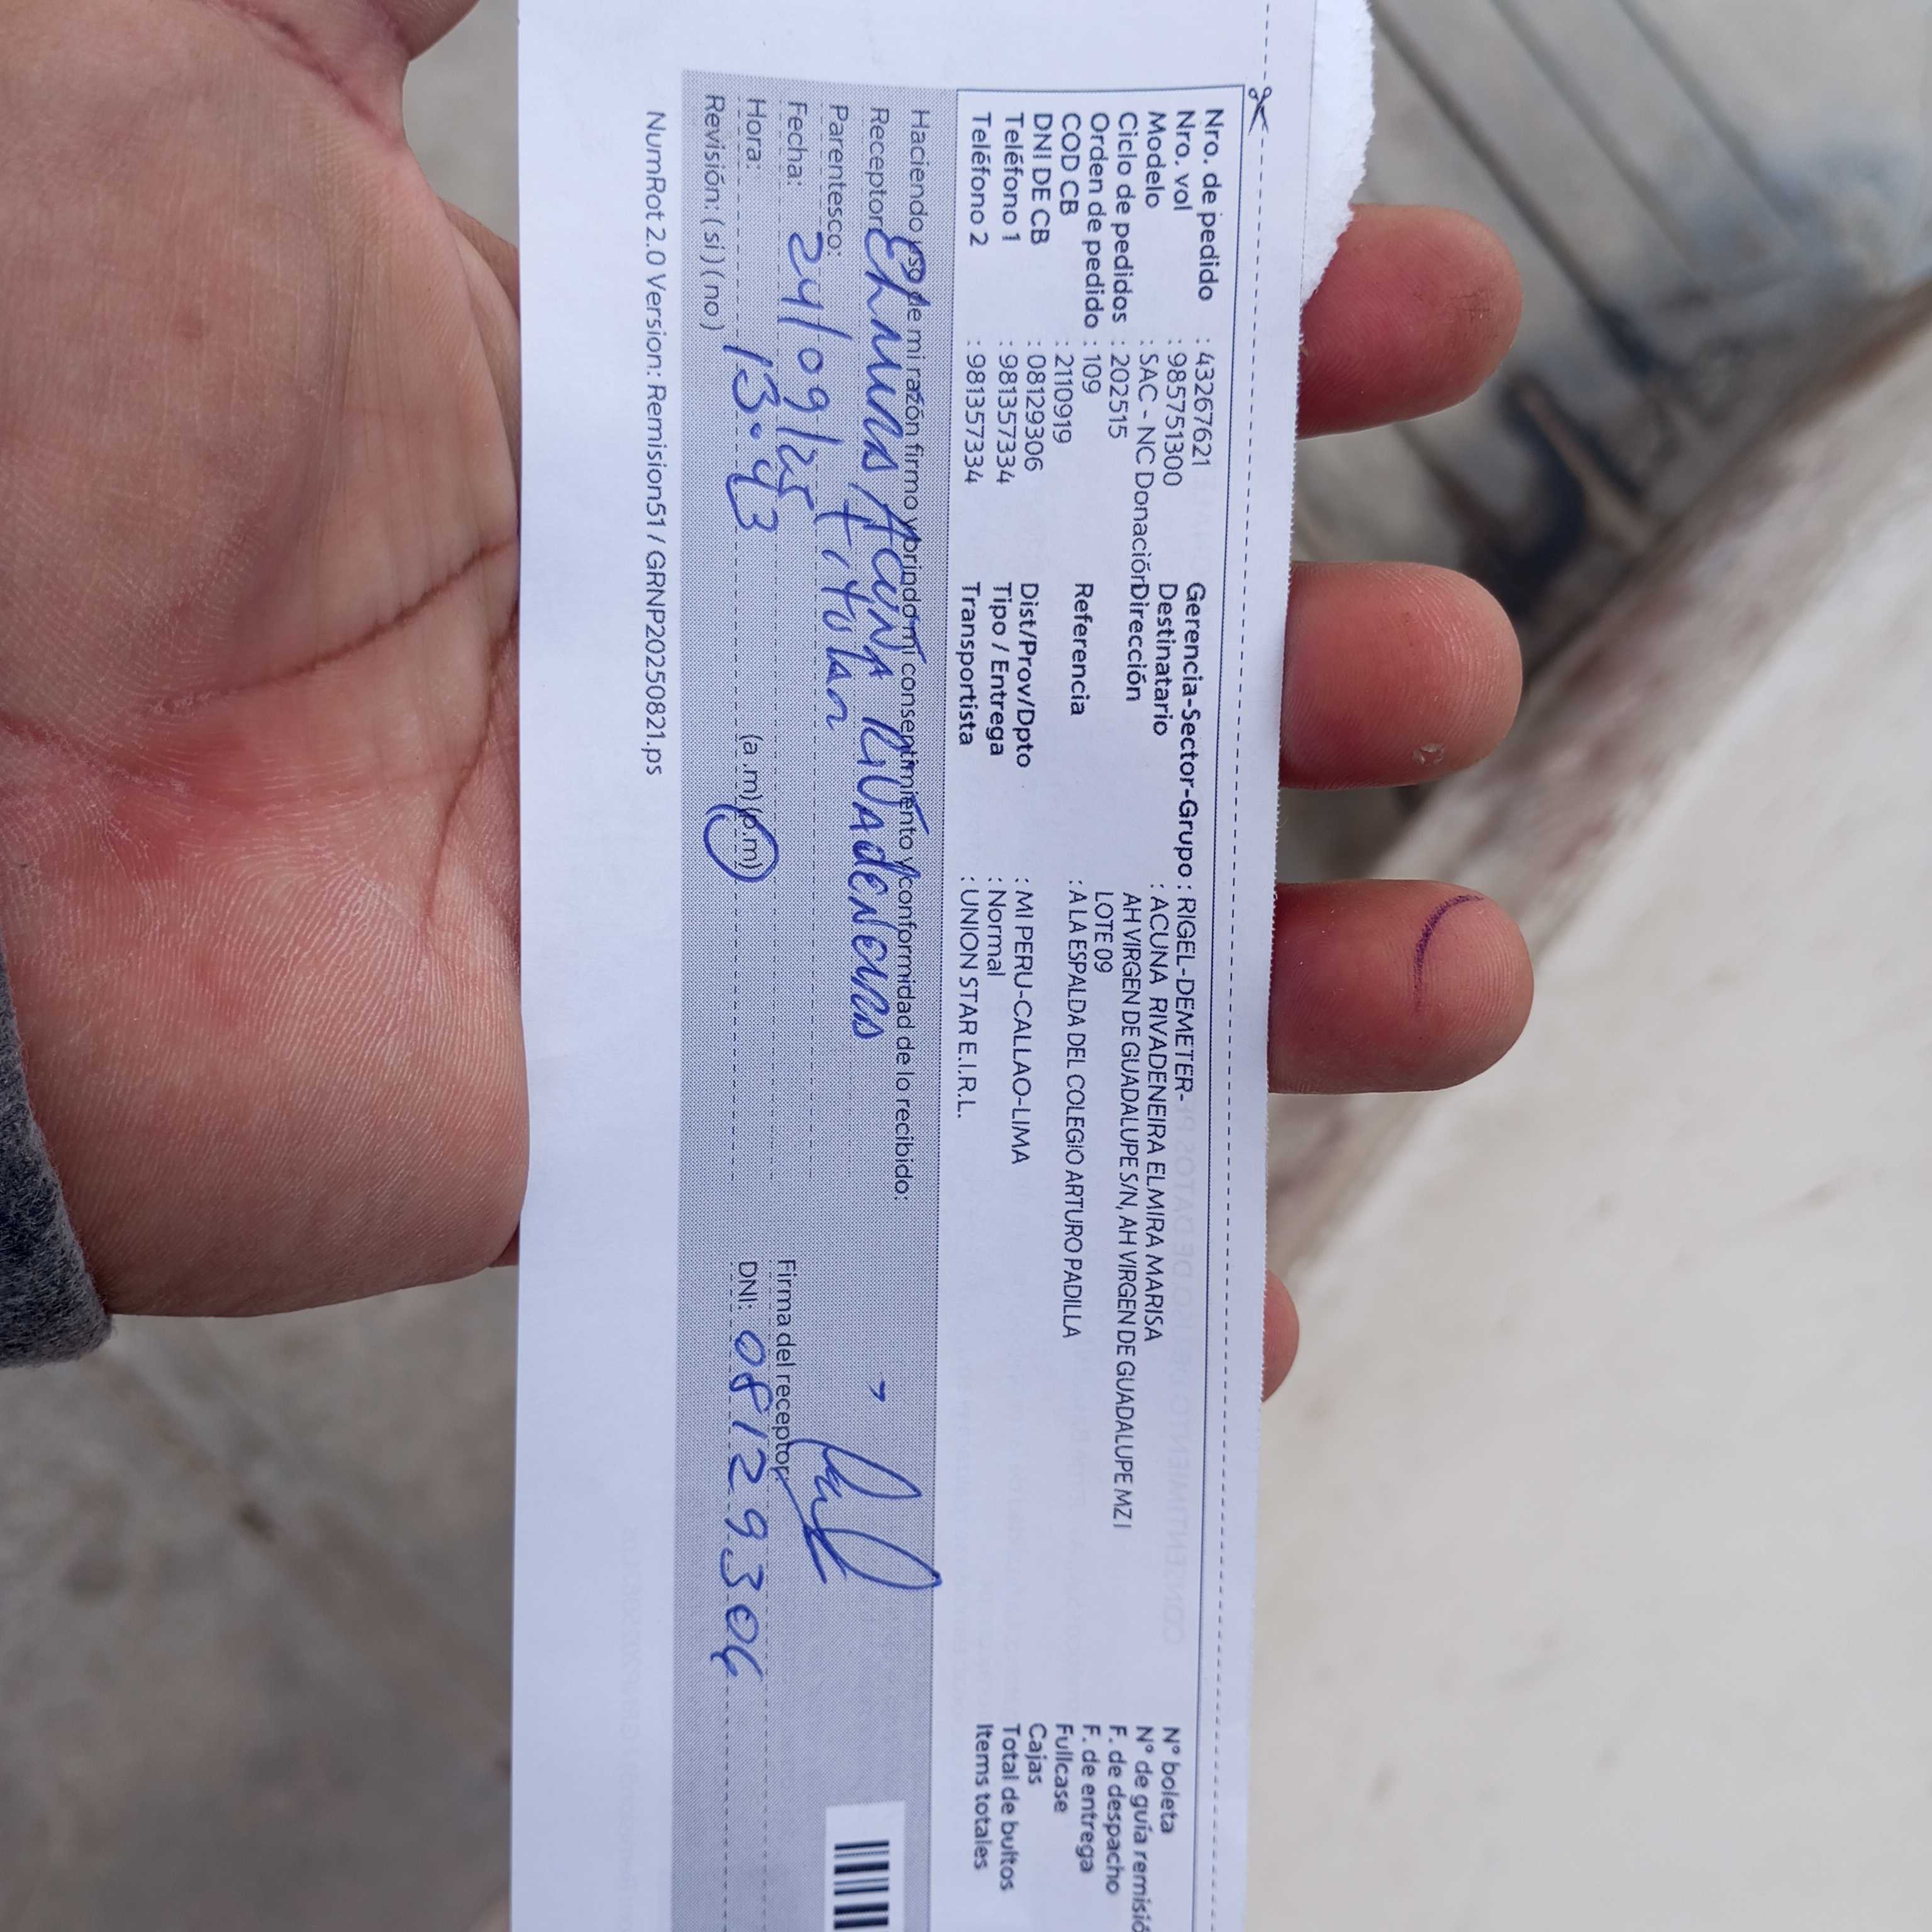 Nro. de pedido : 432676211
Nro. vol : 985751300
Modelo : SAC - NC Donación
Ciclo de pedidos : 202515
Orden de pedido : 109
COD CB : 2110919
DNI DE CB : 08129306
Teléfono 1 : 981357334
Teléfono 2 : 981357334
Gerencia-Sector-Grupo : RIGEL-DEMETER-
Destinatario : ACUNA RIVADENEIRA ELMIRA MARISA
Dirección AH VIRGEN DE GUADALUPE S/N, AH VIRGEN DE GUADALUPE MZ I
LOTE 09
Referencia : A LA ESPALDA DEL COLEGIO ARTURO PADILLA
Dist/Prov/Dpto : MI PERU-CALLAO-LIMA
Tipo / Entrega : Normal
Transportista : UNION STAR E.I.R.L.
N° boleta
N° de guía remisió
F. de despacho
F. de entrega
Fullcase
Cajas
Total de bultos
Items totales
Haciendo uso de mi razón firmo y brindo mi consentimiento y conformidad de lo recibido:
Receptor: Acuña
Parentesco: Titular
Fecha: 24/09/25
Hora: 13:43 (a.m) (p.m)
Revisión: ( si ) ( no )
Firma del receptor
DNI: 08129306
NumRot 2.0 Version: Remision51 / GRNP20250821.ps